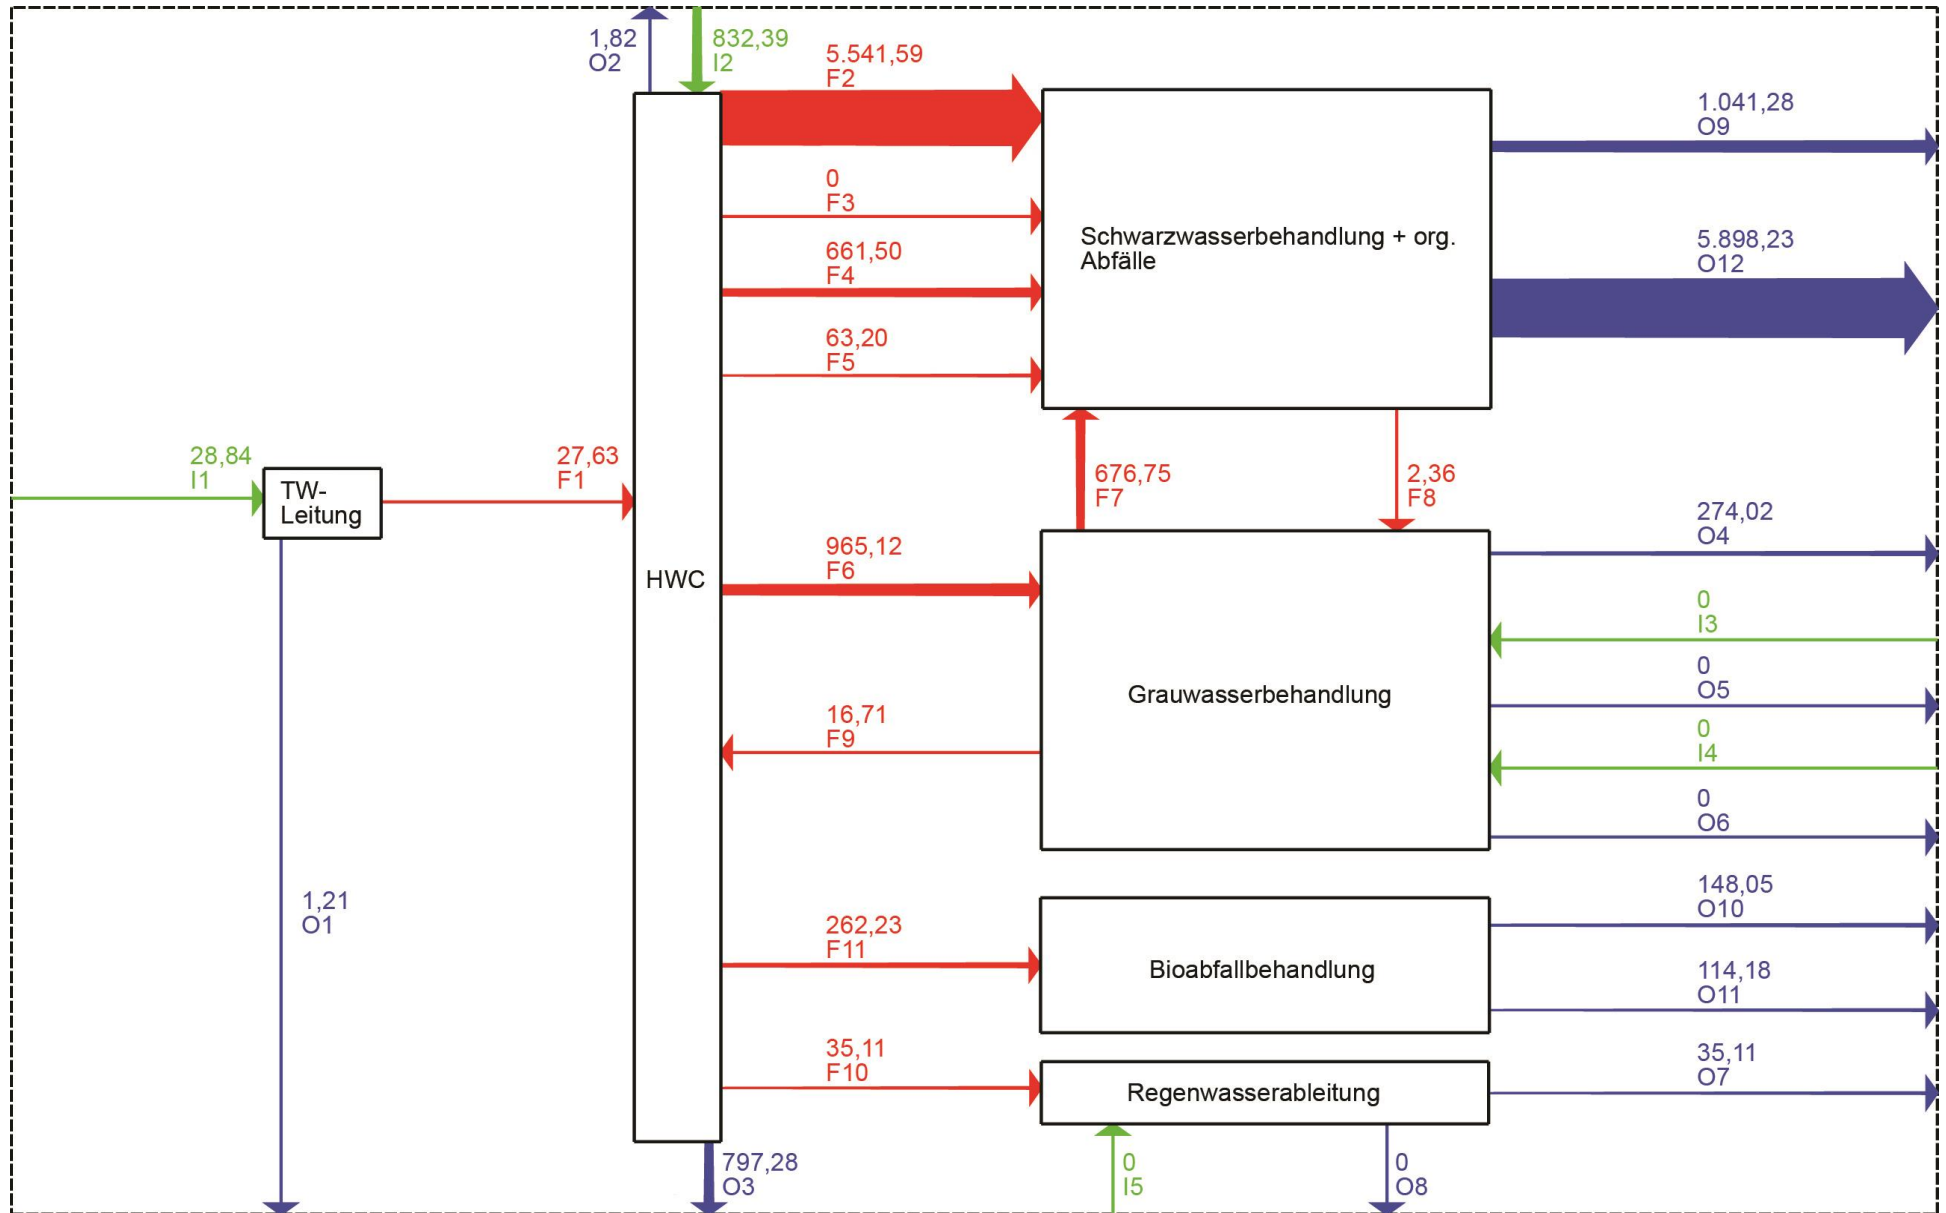 1,82
O2
832,39
I2
5.541,59
F2
0
F3
661,50
F4
63,20
F5
Schwarzwasserbehandlung + org.
Abfälle
1.041,28
O9
5.898,23
O12
28,84
I1
TW-
Leitung
27,63
F1
HWC
676,75
F7
2,36
F8
965,12
F6
16,71
F9
Grauwasserbehandlung
274,02
O4
0
I3
0
O5
0
I4
0
O6
1,21
O1
262,23
F11
Bioabfallbehandlung
148,05
O10
114,18
O11
35,11
F10
Regenwasserableitung
35,11
O7
797,28
O3
0
I5
0
O8